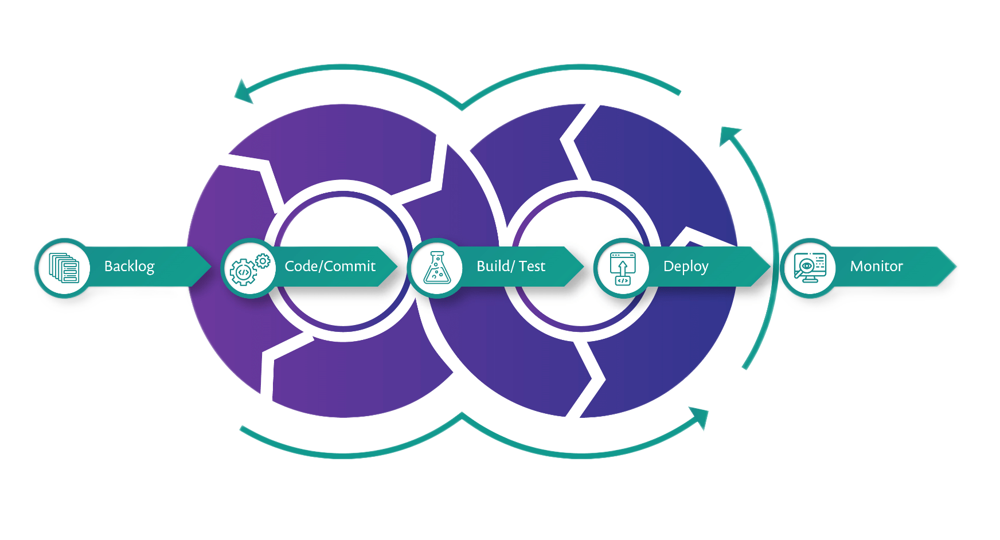 Backlog
Code/Commit
Build/ Test
Deploy
Monitor